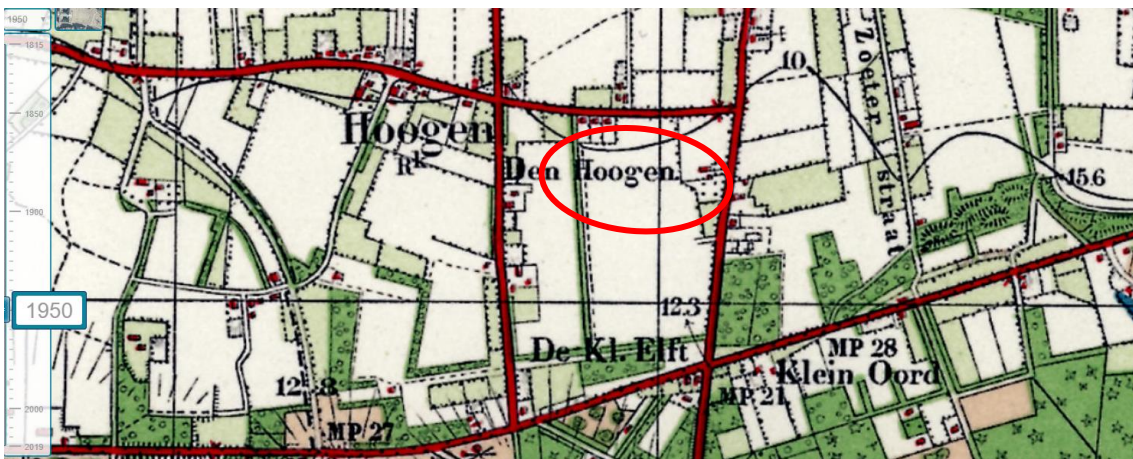 1950
1815
1850
1900
1950
2000
2019
Hoogen
Rk
Den Hoogen
Zoeter straat
10
15.6
12.3
De Kl. Elft
MP 28
Klein Oord
MP 21
12.8
MP 27